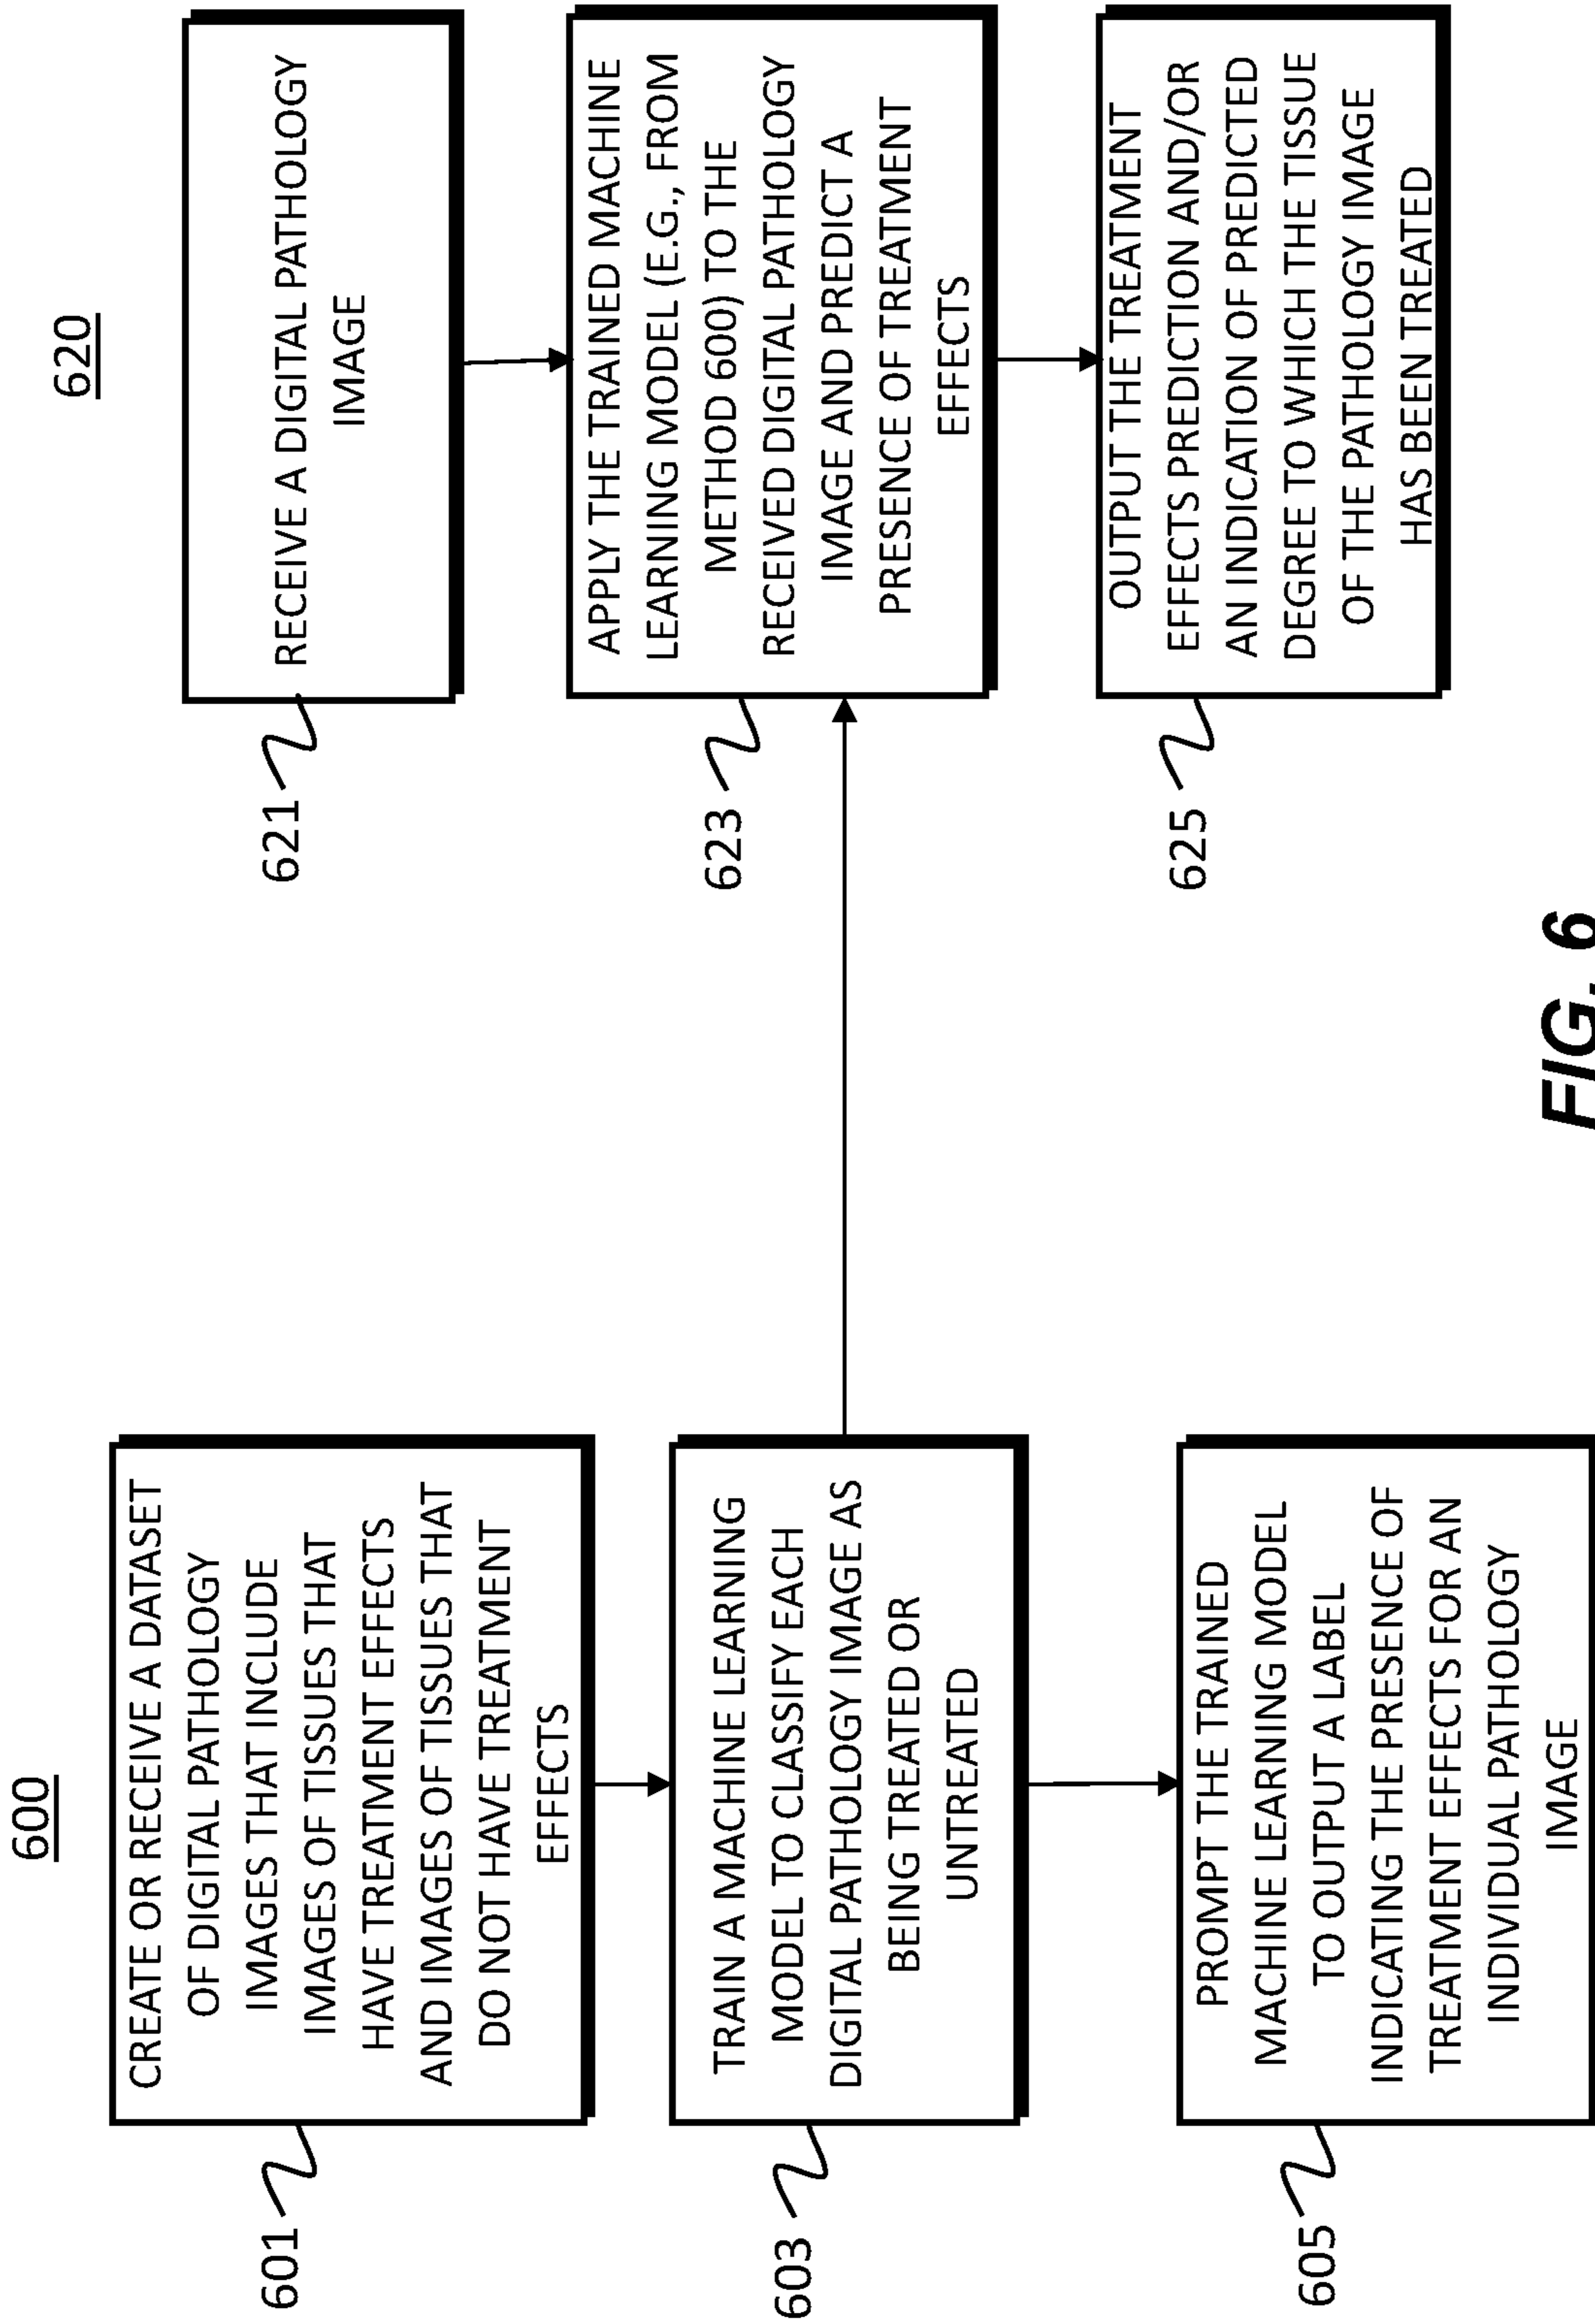 600
601
CREATE OR RECEIVE A DATASET
OF DIGITAL PATHOLOGY
IMAGES THAT INCLUDE
IMAGES OF TISSUES THAT
HAVE TREATMENT EFFECTS
AND IMAGES OF TISSUES THAT
DO NOT HAVE TREATMENT
EFFECTS
603
TRAIN A MACHINE LEARNING
MODEL TO CLASSIFY EACH
DIGITAL PATHOLOGY IMAGE AS
BEING TREATED OR
UNTREATED
605
PROMPT THE TRAINED
MACHINE LEARNING MODEL
TO OUTPUT A LABEL
INDICATING THE PRESENCE OF
TREATMENT EFFECTS FOR AN
INDIVIDUAL PATHOLOGY
IMAGE
620
621
RECEIVE A DIGITAL PATHOLOGY
IMAGE
623
APPLY THE TRAINED MACHINE
LEARNING MODEL (E.G., FROM
METHOD 600) TO THE
RECEIVED DIGITAL PATHOLOGY
IMAGE AND PREDICT A
PRESENCE OF TREATMENT
EFFECTS
625
OUTPUT THE TREATMENT
EFFECTS PREDICTION AND/OR
AN INDICATION OF PREDICTED
DEGREE TO WHICH THE TISSUE
OF THE PATHOLOGY IMAGE
HAS BEEN TREATED
FIG. 6